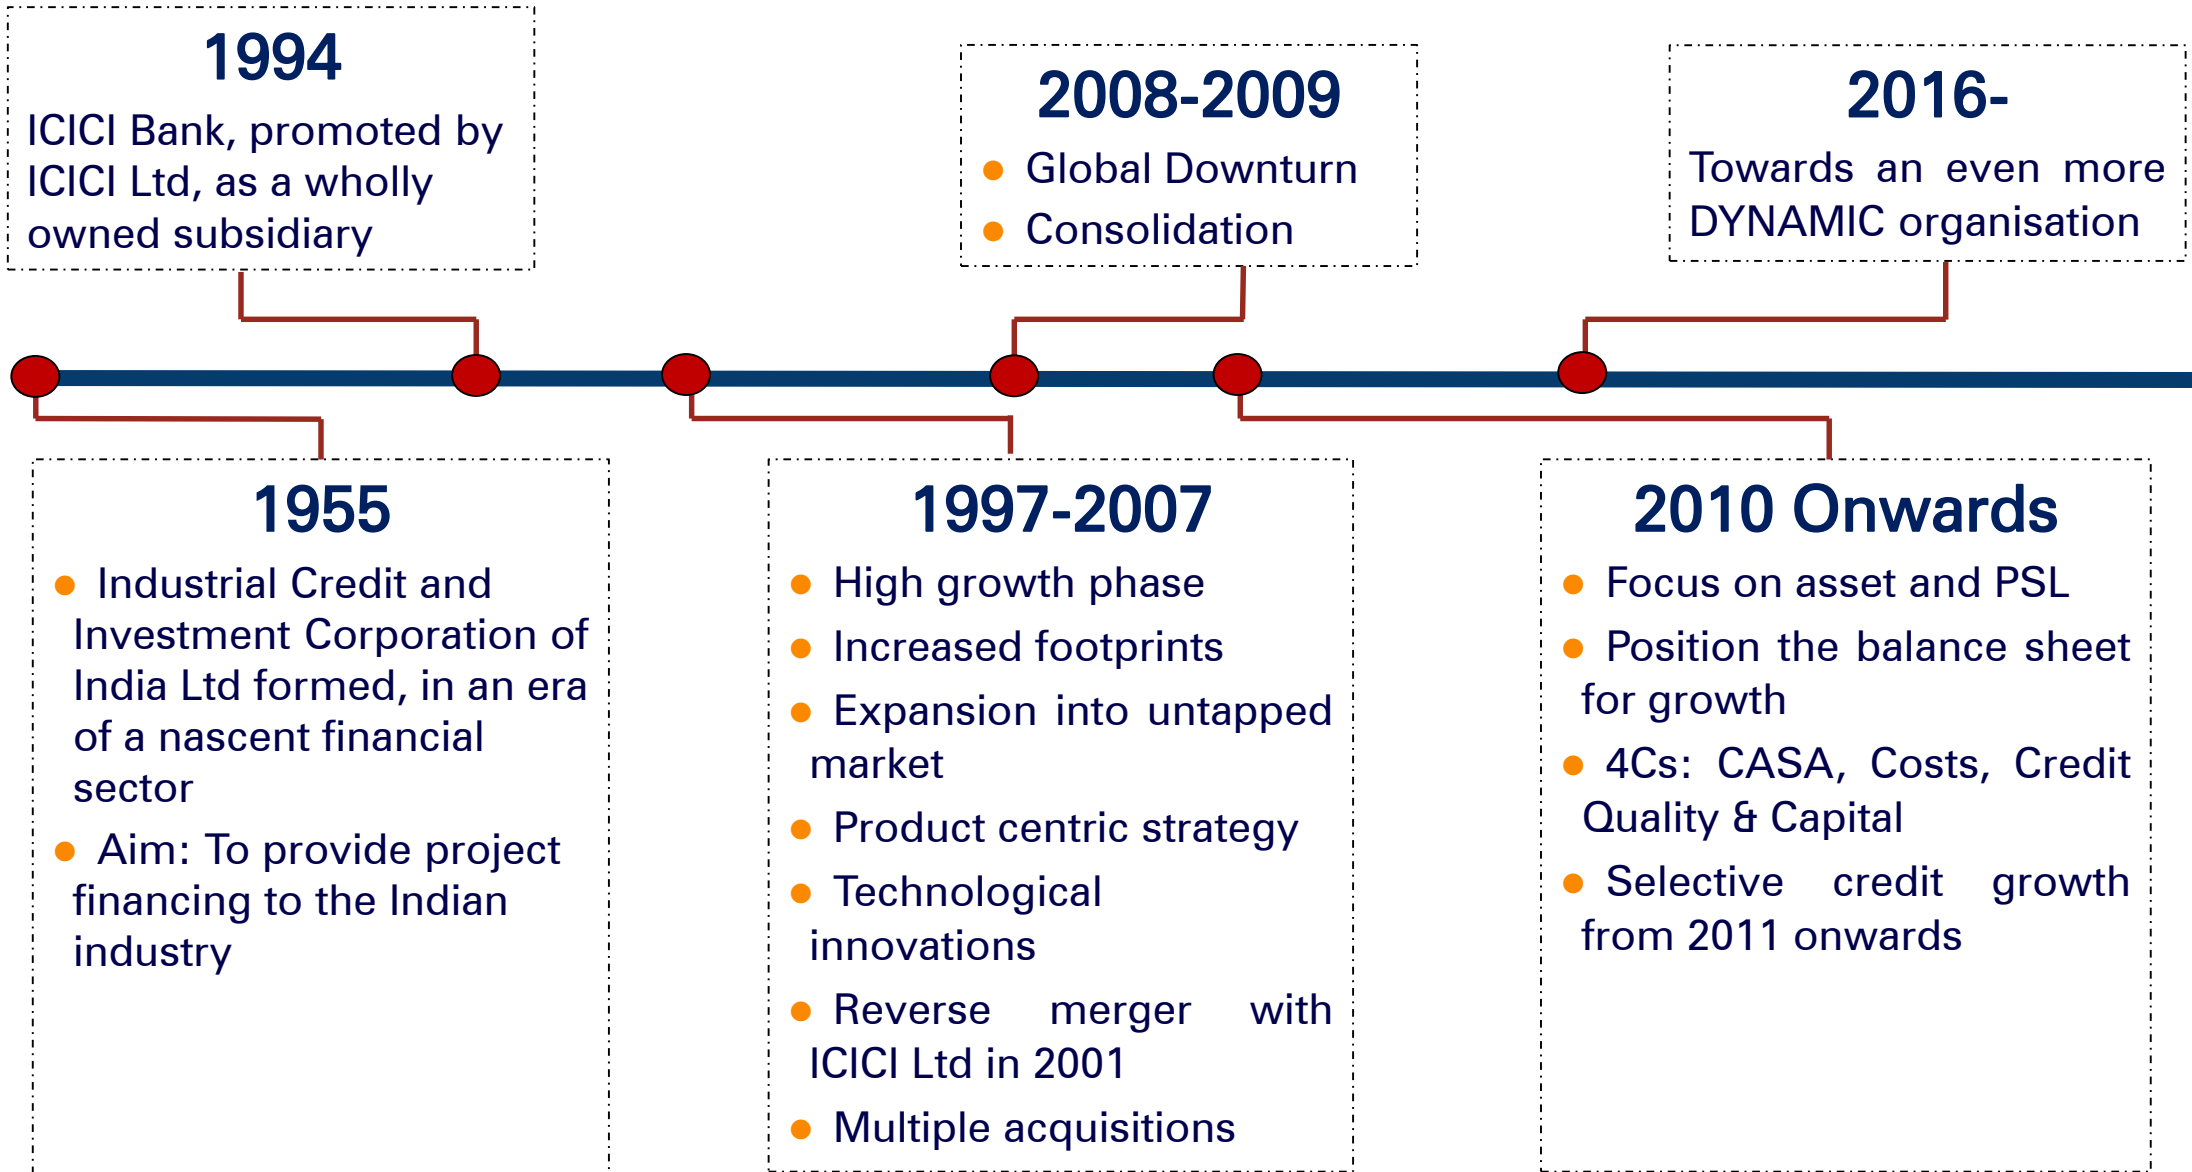 1994
ICICI Bank, promoted by
ICICI Ltd, as a wholly
owned subsidiary
2008-2009
● Global Downturn
● Consolidation
2016-
Towards an even more
DYNAMIC organisation
1955
● Industrial Credit and
Investment Corporation of
India Ltd formed, in an era
of a nascent financial
sector
● Aim: To provide project
financing to the Indian
industry
1997-2007
● High growth phase
● Increased footprints
● Expansion into untapped
market
● Product centric strategy
● Technological
innovations
● Reverse merger with
ICICI Ltd in 2001
● Multiple acquisitions
2010 Onwards
● Focus on asset and PSL
● Position the balance sheet
for growth
● 4Cs: CASA, Costs, Credit
Quality & Capital
● Selective credit growth
from 2011 onwards